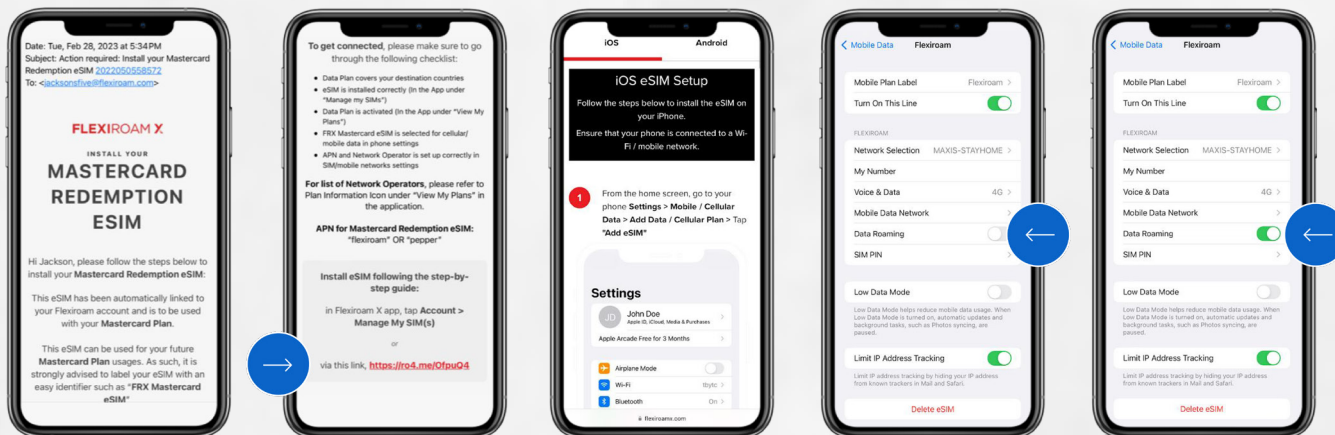 Date: Tue, Feb 28, 2023 at 5:34PM
Subject: Action required: Install your Mastercard
Redemption eSIM 2022050558572
To: <jacksonsfive@flexiroam.com>
FLEXIROAM X
INSTALL YOUR
MASTERCARD
REDEMPTION
ESIM
Hi Jackson, please follow the steps below to
install your Mastercard Redemption eSIM:
This eSIM has been automatically linked to
your Flexiroam account and is to be used
with your Mastercard Plan.
This eSIM can be used for your future
Mastercard Plan usages. As such, it is
strongly advised to label your eSIM with an
easy identifier such as "FRX Mastercard
eSIM"
To get connected, please make sure to go
through the following checklist:
• Data Plan covers your destination countries
• eSIM is installed correctly (In the App under
"Manage my SIMs")
• Data Plan is activated (In the App under "View My
Plans")
• FRX Mastercard eSIM is selected for cellular/
mobile data in phone settings
• APN and Network Operator is set up correctly in
SIM/mobile networks settings
For list of Network Operators, please refer to
Plan Information Icon under "View My Plans" in
the application.
APN for Mastercard Redemption eSIM:
"flexiroam" OR "pepper"
Install eSIM following the step-by-
step guide:
in Flexiroam X app, tap Account >
Manage My SIM(s)
or
via this link, https://ro4.me/OfpuQ4
iOS Android
iOS eSIM Setup
Follow the steps below to install the eSIM on
your iPhone.
Ensure that your phone is connected to a Wi-
Fi / mobile network.
1
From the home screen, go to your
phone Settings > Mobile / Cellular
Data > Add Data / Cellular Plan > Tap
"Add eSIM"
Settings
JD
John Doe
Apple ID, iCloud, Media & Purchases
Apple Arcade Free for 3 Months
Airplane Mode
Wi-Fi tbytc
Bluetooth On
flexiroamx.com
Mobile Data Flexiroam
Mobile Plan Label Flexiroam
Turn On This Line
FLEXIROAM
Network Selection MAXIS-STAYHOME
My Number
Voice & Data 4G
Mobile Data Network
Data Roaming
SIM PIN
Low Data Mode
Low Data Mode helps reduce mobile data usage. When
Low Data Mode is turned on, automatic updates and
background tasks, such as Photos syncing, are
paused.
Limit IP Address Tracking
Limit IP address tracking by hiding your IP address
from known trackers in Mail and Safari.
Delete eSIM
Mobile Data Flexiroam
Mobile Plan Label Flexiroam
Turn On This Line
FLEXIROAM
Network Selection MAXIS-STAYHOME
My Number
Voice & Data 4G
Mobile Data Network
Data Roaming
SIM PIN
Low Data Mode
Low Data Mode helps reduce mobile data usage. When
Low Data Mode is turned on, automatic updates and
background tasks, such as Photos syncing, are
paused.
Limit IP Address Tracking
Limit IP address tracking by hiding your IP address
from known trackers in Mail and Safari.
Delete eSIM